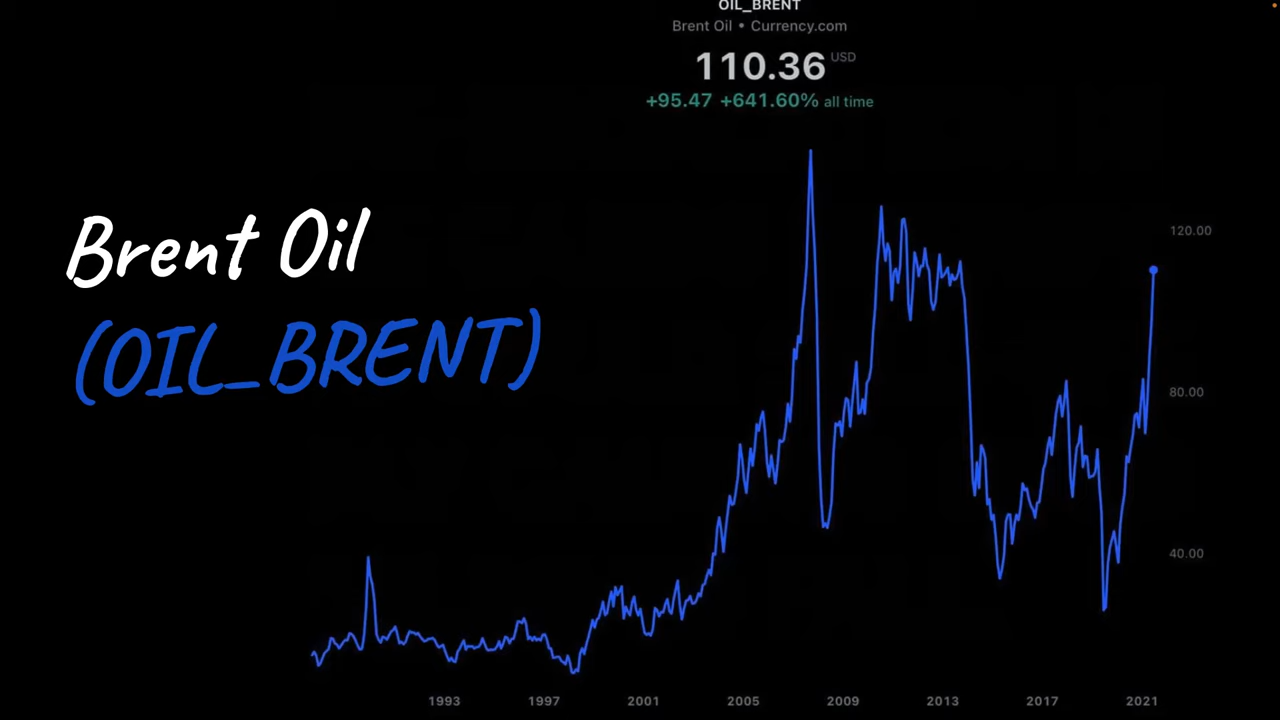 OIL_BRENT
Brent Oil • Currency.com
110.36 USD
+95.47 +641.60% all time
Brent Oil
(OIL_BRENT)
120.00
80.00
40.00
1993 1997 2001 2005 2009 2013 2017 2021